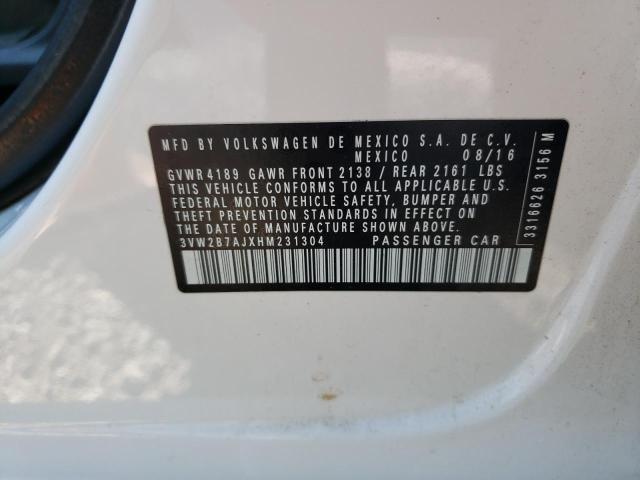 MFD BY VOLKSWAGEN DE MEXICO S.A. DE C.V.
MEXICO 08/16
GVWR 4189 GAWR FRONT 2138 / REAR 2161 LBS
THIS VEHICLE CONFORMS TO ALL APPLICABLE U.S.
FEDERAL MOTOR VEHICLE SAFETY, BUMPER AND
THEFT PREVENTION STANDARDS IN EFFECT ON
THE DATE OF MANUFACTURE SHOWN ABOVE.
3VW2B7AJXHM231304 PASSENGER CAR
3316626 3156 M